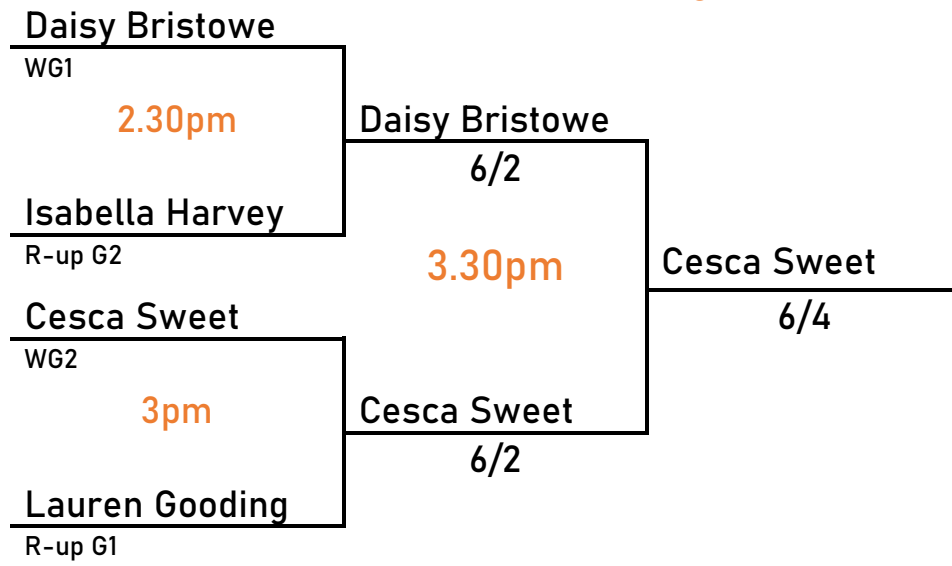 Daisy Bristowe
WG1
2.30pm
Daisy Bristowe
6/2
Isabella Harvey
R-up G2
3.30pm
Cesca Sweet
6/4
Cesca Sweet
WG2
3pm
Cesca Sweet
6/2
Lauren Gooding
R-up G1